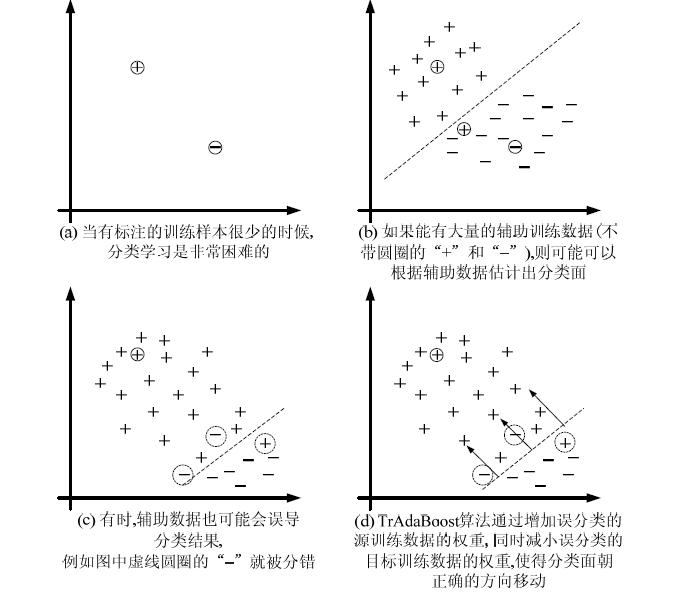 (a) 当有标注的训练样本很少的时候,
分类学习是非常困难的
(b) 如果能有大量的辅助训练数据(不
带圆圈的“+”和“−”),则可能可以
根据辅助数据估计出分类面
(c) 有时,辅助数据也可能会误导
分类结果,
例如图中虚线圆圈的“−”就被分错
(d) TrAdaBoost算法通过增加误分类的
源训练数据的权重,同时减小误分类的
目标训练数据的权重,使得分类面朝
正确的方向移动